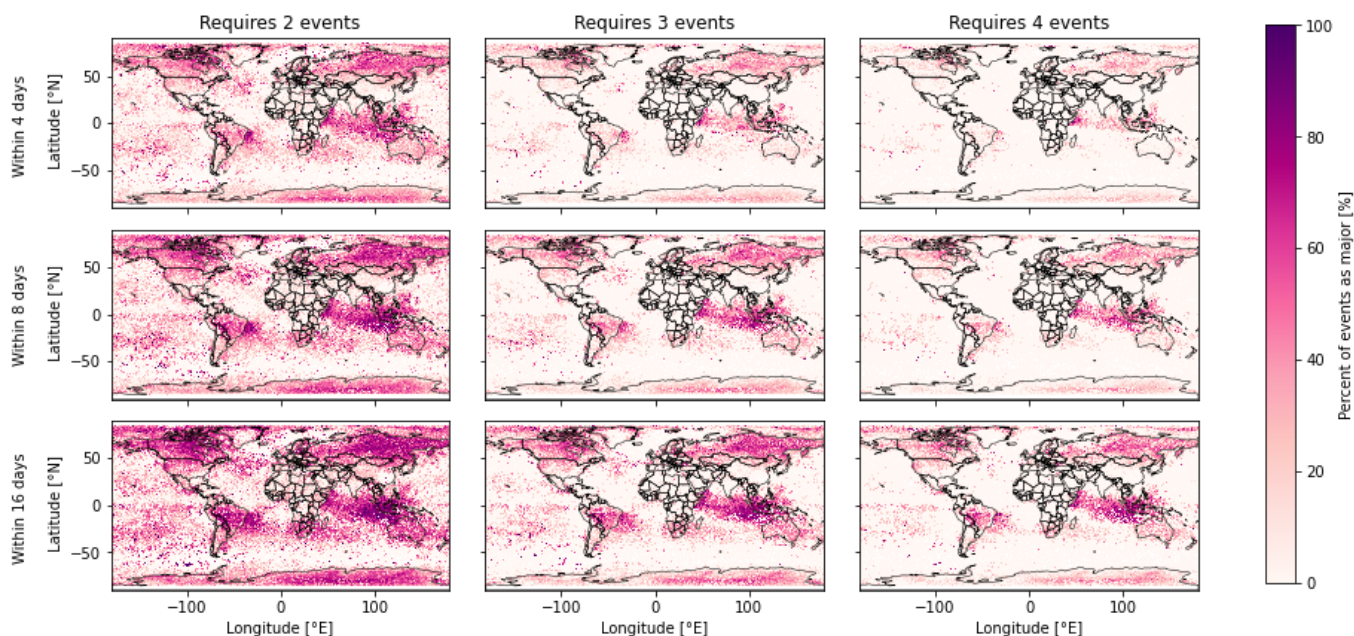 Requires 2 events
Requires 3 events
Requires 4 events
100
80
60
40
20
0
Percent of events as major [%]
Within 4 days
Latitude [°N]
50
0
−50
Within 8 days
Latitude [°N]
50
0
−50
Within 16 days
Latitude [°N]
50
0
−50
−100
0
100
−100
0
100
−100
0
100
Longitude [°E]
Longitude [°E]
Longitude [°E]